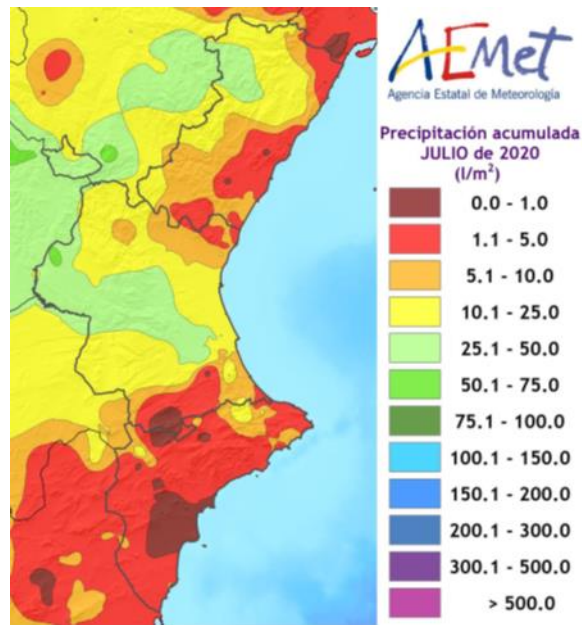 AEMet
Agencia Estatal de Meteorología
Precipitación acumulada
JULIO de 2020
(l/m²)
0.0 - 1.0
1.1 - 5.0
5.1 - 10.0
10.1 - 25.0
25.1 - 50.0
50.1 - 75.0
75.1 - 100.0
100.1 - 150.0
150.1 - 200.0
200.1 - 300.0
300.1 - 500.0
> 500.0